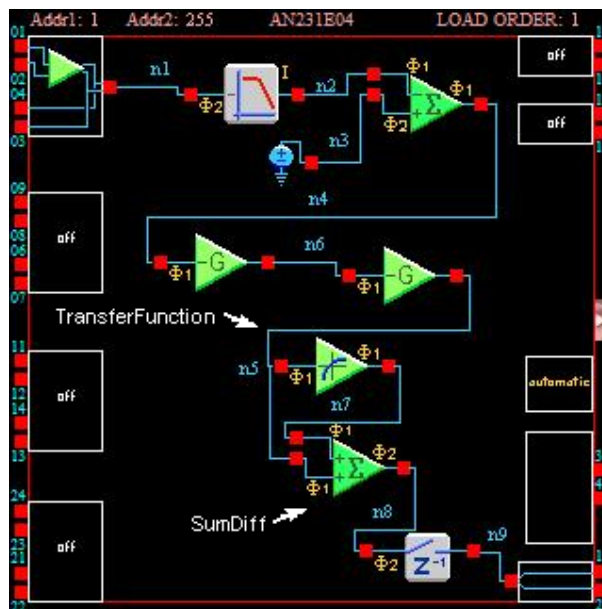 Addr1: 1 Addr2: 255 AN231E04 LOAD ORDER: 1
01
02
04
03
n1
Φ2
I
n2
Φ1
Φ1
Σ
Φ2
n3
off
off
n4
09
08
06
07
off
n6
Φ1
-G
Φ1
-G
TransferFunction
11
12
14
13
off
n5
Φ1
Φ1
n7
Φ1
Σ
Φ2
Φ1
automatic
SumDiff
24
23
21
22
off
n8
Φ2
Z-1
n9